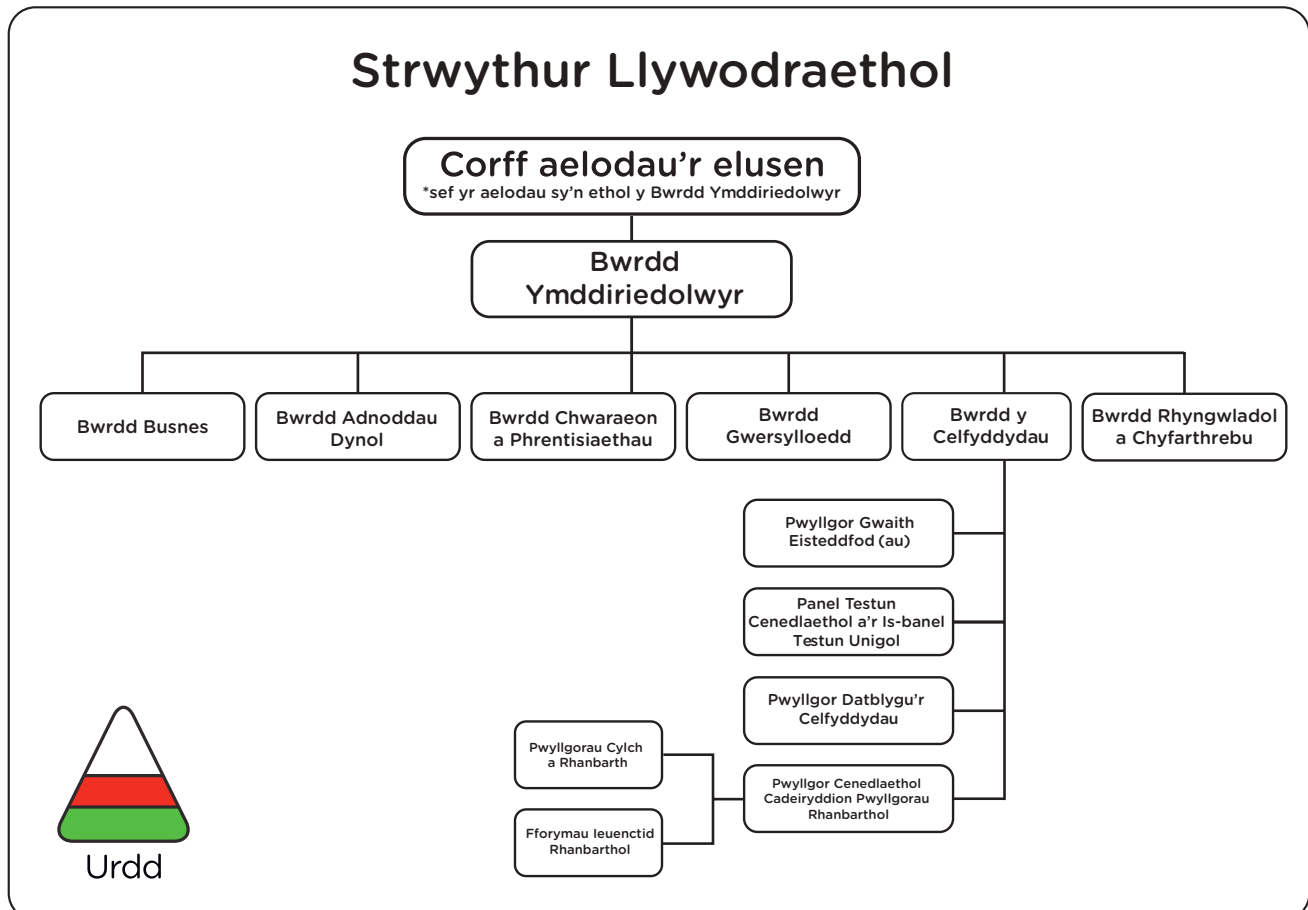 Strwythur Llywodraethol
Corff aelodau’r elusen
*sef yr aelodau sy’n ethol y Bwrdd Ymddiriedolwyr
Bwrdd
Ymddiriedolwyr
Bwrdd Busnes
Bwrdd Adnoddau
Dynol
Bwrdd Chwaraeon
a Phrentisiaethau
Bwrdd
Gwersylloedd
Bwrdd y
Celfyddydau
Bwrdd Rhyngwladol
a Chyfarthrebu
Pwyllgor Gwaith
Eisteddfod (au)
Panel Testun
Cenedlaethol a’r Is-banel
Testun Unigol
Pwyllgor Datblygu’r
Celfyddydau
Pwyllgor Cenedlaethol
Cadeiryddion Pwyllgorau
Rhanbarthol
Pwyllgorau Cylch
a Rhanbarth
Fforymau Ieuenctid
Rhanbarthol
Urdd